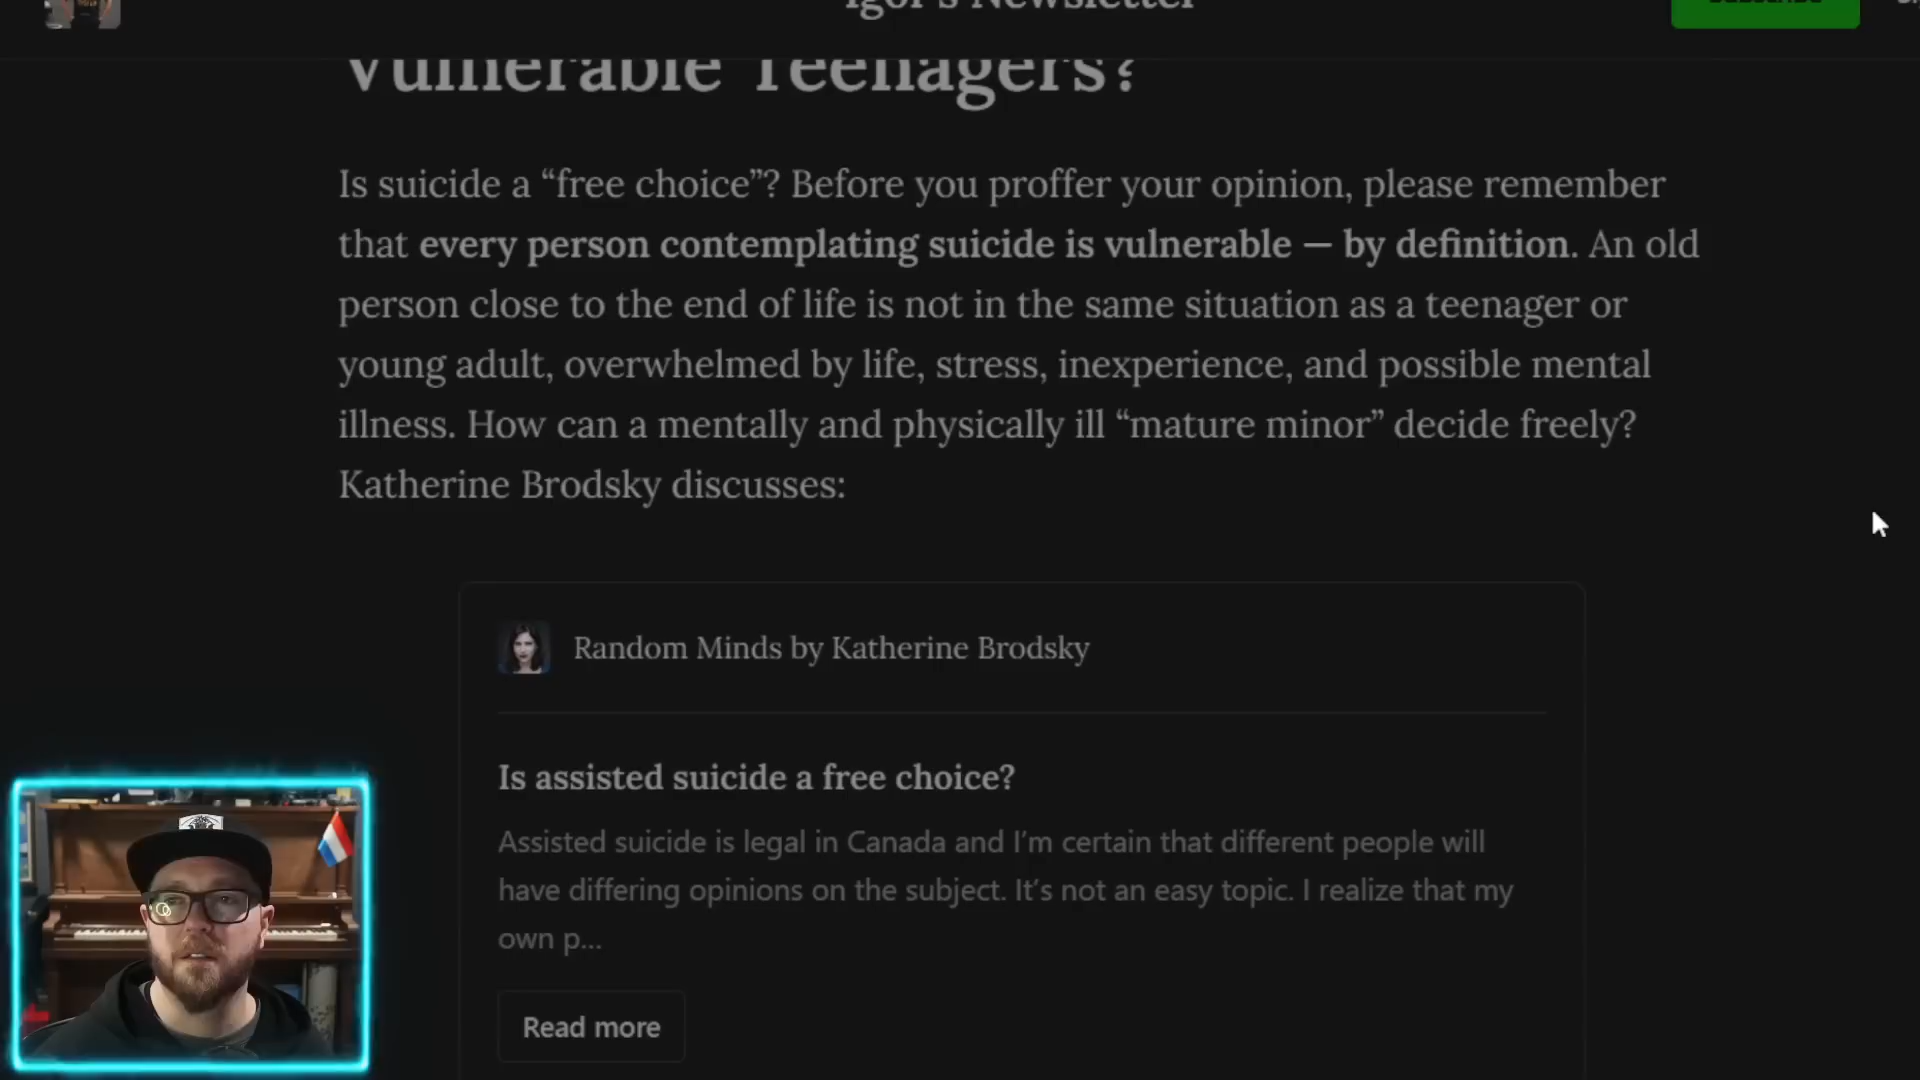 Igor's Newsletter
Subscribe
Vulnerable Teenagers?
Is suicide a “free choice”? Before you proffer your opinion, please remember
that every person contemplating suicide is vulnerable — by definition. An old
person close to the end of life is not in the same situation as a teenager or
young adult, overwhelmed by life, stress, inexperience, and possible mental
illness. How can a mentally and physically ill “mature minor” decide freely?
Katherine Brodsky discusses:
Random Minds by Katherine Brodsky
Is assisted suicide a free choice?
Assisted suicide is legal in Canada and I’m certain that different people will
have differing opinions on the subject. It’s not an easy topic. I realize that my
own p...
Read more